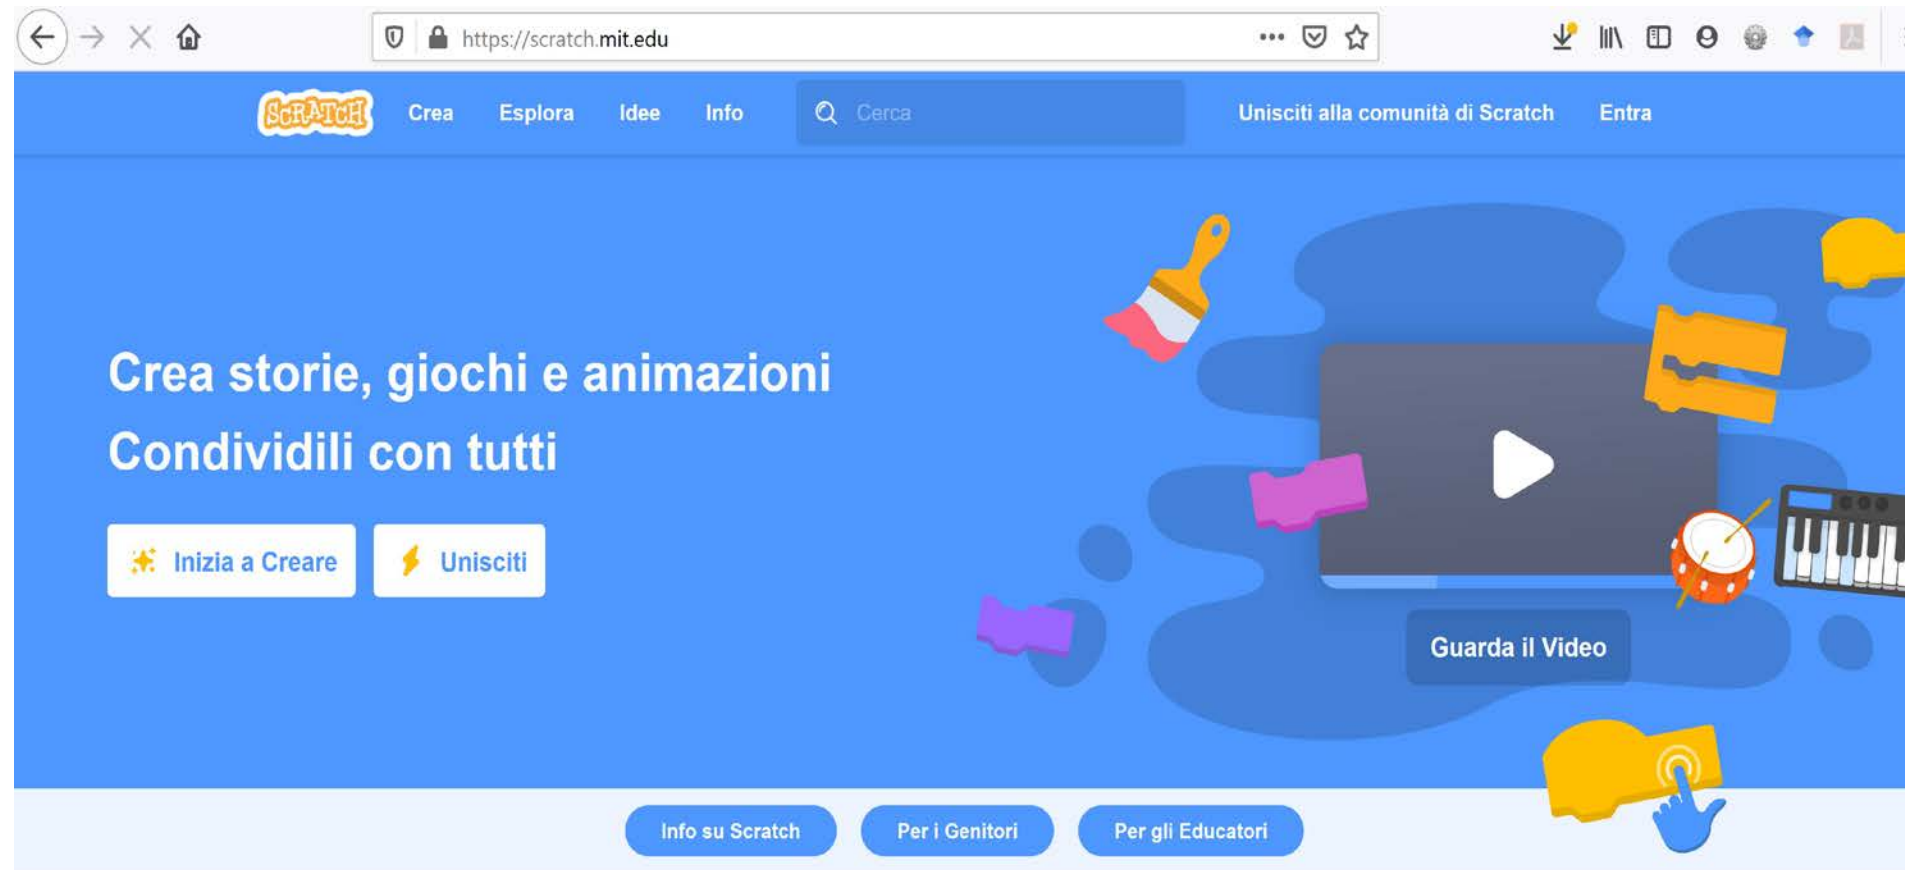 https://scratch.mit.edu
SCRATCH Crea Esplora Idee Info Cerca Unisciti alla comunità di Scratch Entra
Crea storie, giochi e animazioni
Condividili con tutti
Inizia a Creare Unisciti
Guarda il Video
Info su Scratch Per i Genitori Per gli Educatori